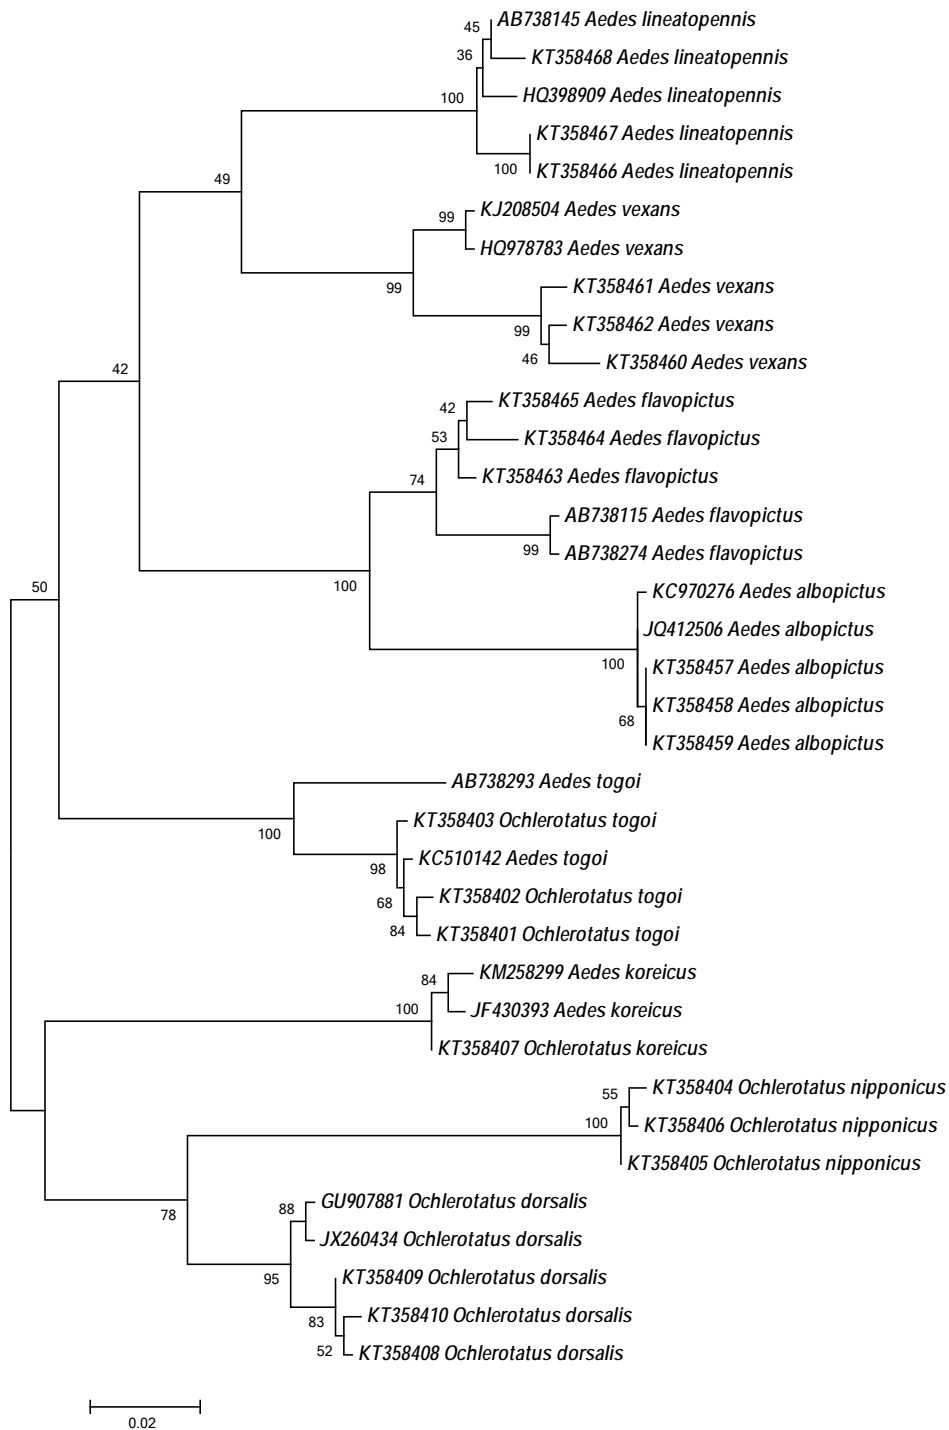 AB738145 Aedes lineatopennis
45
36
KT358468 Aedes lineatopennis
HQ398909 Aedes lineatopennis
100
KT358467 Aedes lineatopennis
100
KT358466 Aedes lineatopennis
49
KJ208504 Aedes vexans
99
HQ978783 Aedes vexans
99
KT358461 Aedes vexans
KT358462 Aedes vexans
99
46
KT358460 Aedes vexans
42
KT358465 Aedes flavopictus
42
53
KT358464 Aedes flavopictus
74
KT358463 Aedes flavopictus
AB738115 Aedes flavopictus
99
AB738274 Aedes flavopictus
50
100
KC970276 Aedes albopictus
JQ412506 Aedes albopictus
100
KT358457 Aedes albopictus
KT358458 Aedes albopictus
68
KT358459 Aedes albopictus
AB738293 Aedes togoi
100
KT358403 Ochlerotatus togoi
98
KC510142 Aedes togoi
68
KT358402 Ochlerotatus togoi
84
KT358401 Ochlerotatus togoi
KM258299 Aedes koreicus
84
100
JF430393 Aedes koreicus
KT358407 Ochlerotatus koreicus
KT358404 Ochlerotatus nipponicus
55
100
KT358406 Ochlerotatus nipponicus
KT358405 Ochlerotatus nipponicus
78
GU907881 Ochlerotatus dorsalis
88
JX260434 Ochlerotatus dorsalis
95
KT358409 Ochlerotatus dorsalis
83
KT358410 Ochlerotatus dorsalis
52
KT358408 Ochlerotatus dorsalis
0.02